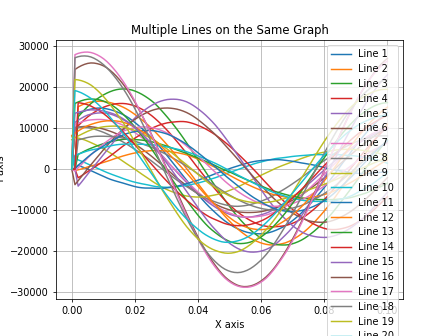 Multiple Lines on the Same Graph
30000
20000
10000
0
−10000
−20000
−30000
0.00
0.02
0.04
0.06
0.08
X axis
Line 1
Line 2
Line 3
Line 4
Line 5
Line 6
Line 7
Line 8
Line 9
Line 10
Line 11
Line 12
Line 13
Line 14
Line 15
Line 16
Line 17
Line 18
Line 19
Line 20